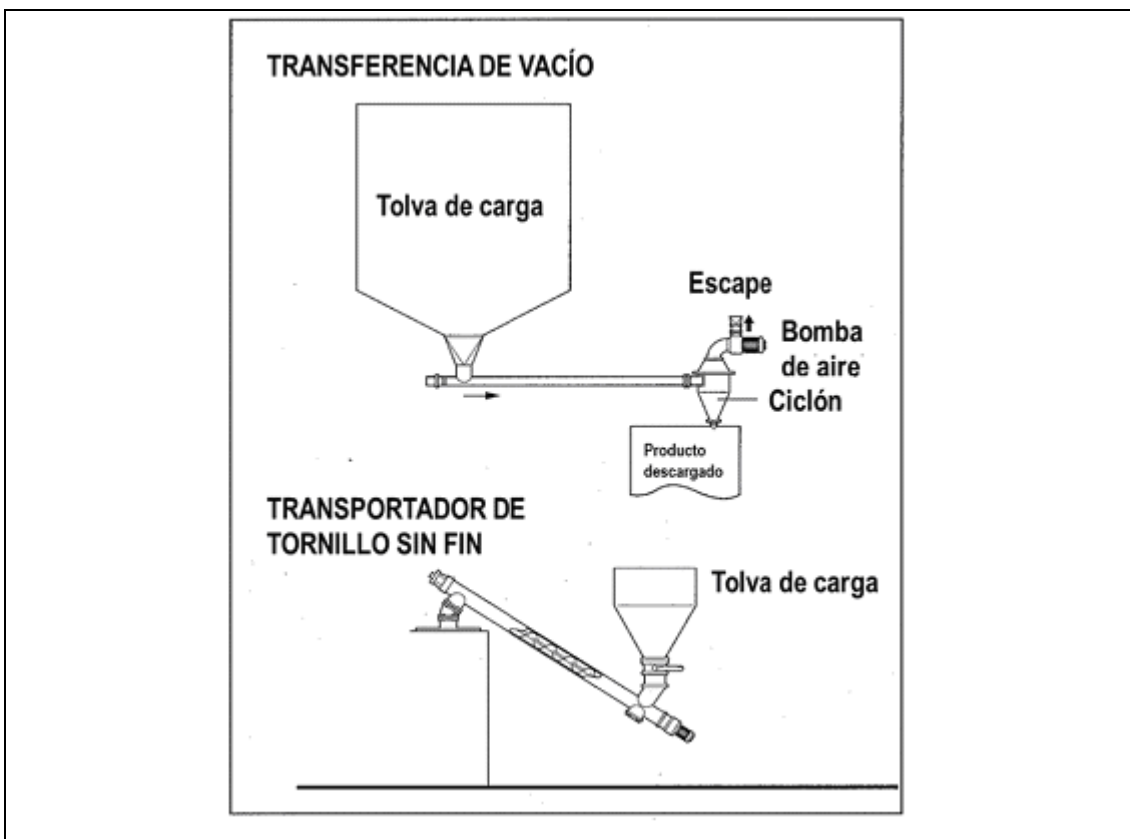 TRANSFERENCIA DE VACÍO
Tolva de carga
Escape
Bomba
de aire
Ciclón
Producto
descargado
TRANSPORTADOR DE
TORNILLO SIN FIN
Tolva de carga